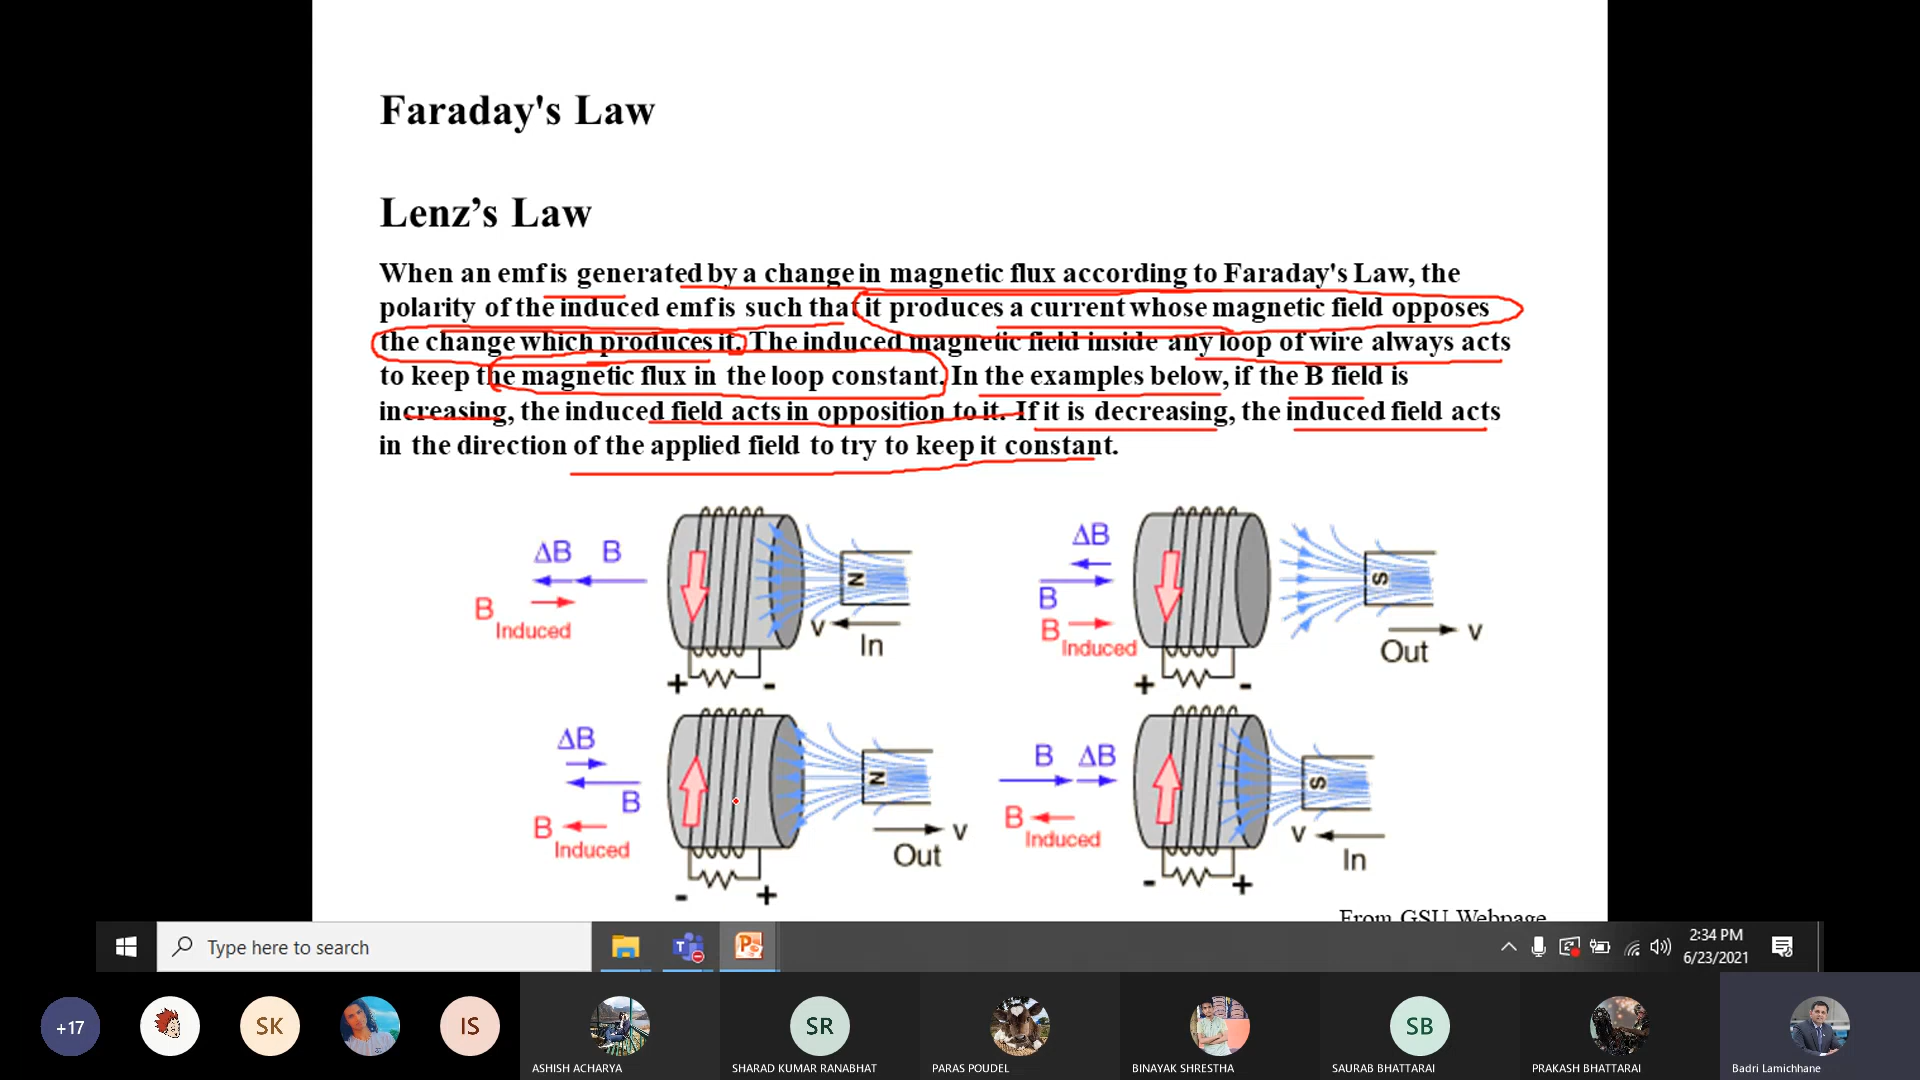 Faraday's Law
Lenz’s Law
When an emf is generated by a change in magnetic flux according to Faraday's Law, the
polarity of the induced emf is such that it produces a current whose magnetic field opposes
the change which produces it. The induced magnetic field inside any loop of wire always acts
to keep the magnetic flux in the loop constant. In the examples below, if the B field is
increasing, the induced field acts in opposition to it. If it is decreasing, the induced field acts
in the direction of the applied field to try to keep it constant.
ΔB B
B Induced
N
v
In
+ -
ΔB
B
B Induced
S
v
Out
+ -
ΔB
B
B Induced
N
v
Out
- +
B ΔB
B Induced
S
v
In
- +
From GSU Webpage
Type here to search
2:34 PM
6/23/2021
+17
SK
IS
SR
SB
ASHISH ACHARYA
SHARAD KUMAR RANABHAT
PARAS POUDEL
BINAYAK SHRESTHA
SAURAB BHATTARAI
PRAKASH BHATTARAI
Badri Lamichhane